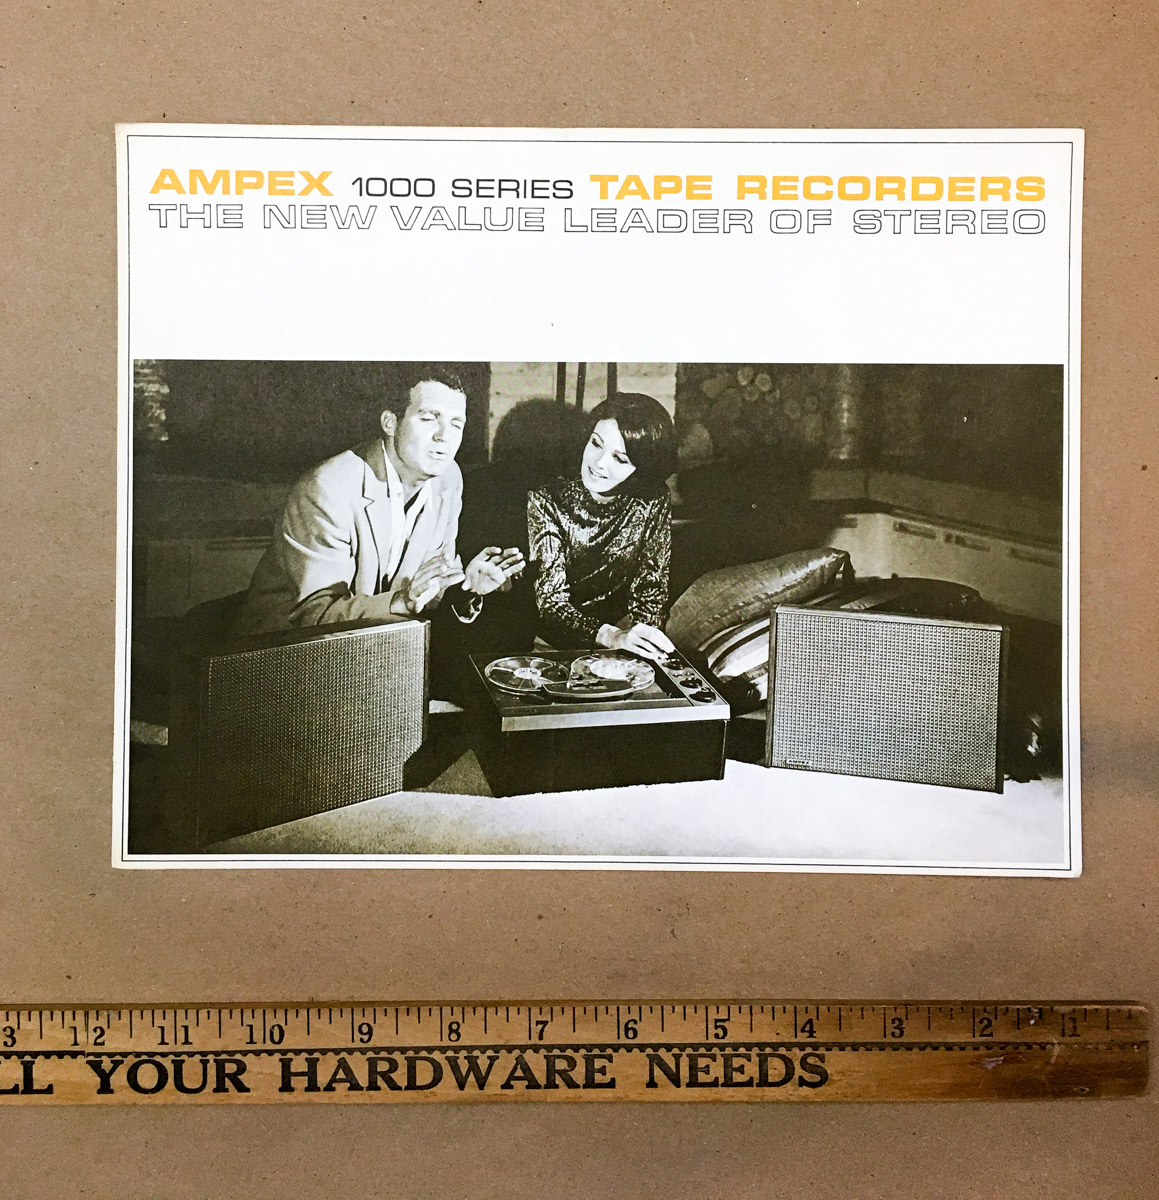 AMPEX 1000 SERIES TAPE RECORDERS
THE NEW VALUE LEADER OF STEREO
3 12 11 10 9 8 7 6 5 4 3 2 1
LL YOUR HARDWARE NEEDS